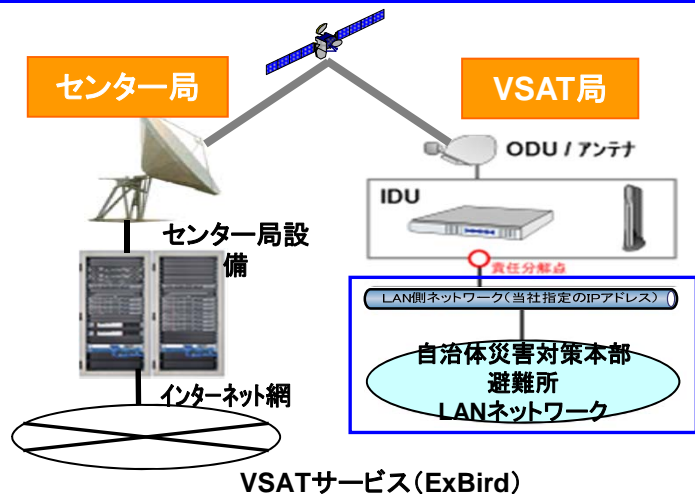 センター局
VSAT局
ODU / アンテナ
IDU
センター局設
備
責任分解点
LAN側ネットワーク(当社指定のIPアドレス)
自治体災害対策本部
避難所
LANネットワーク
インターネット網
VSATサービス(ExBird)